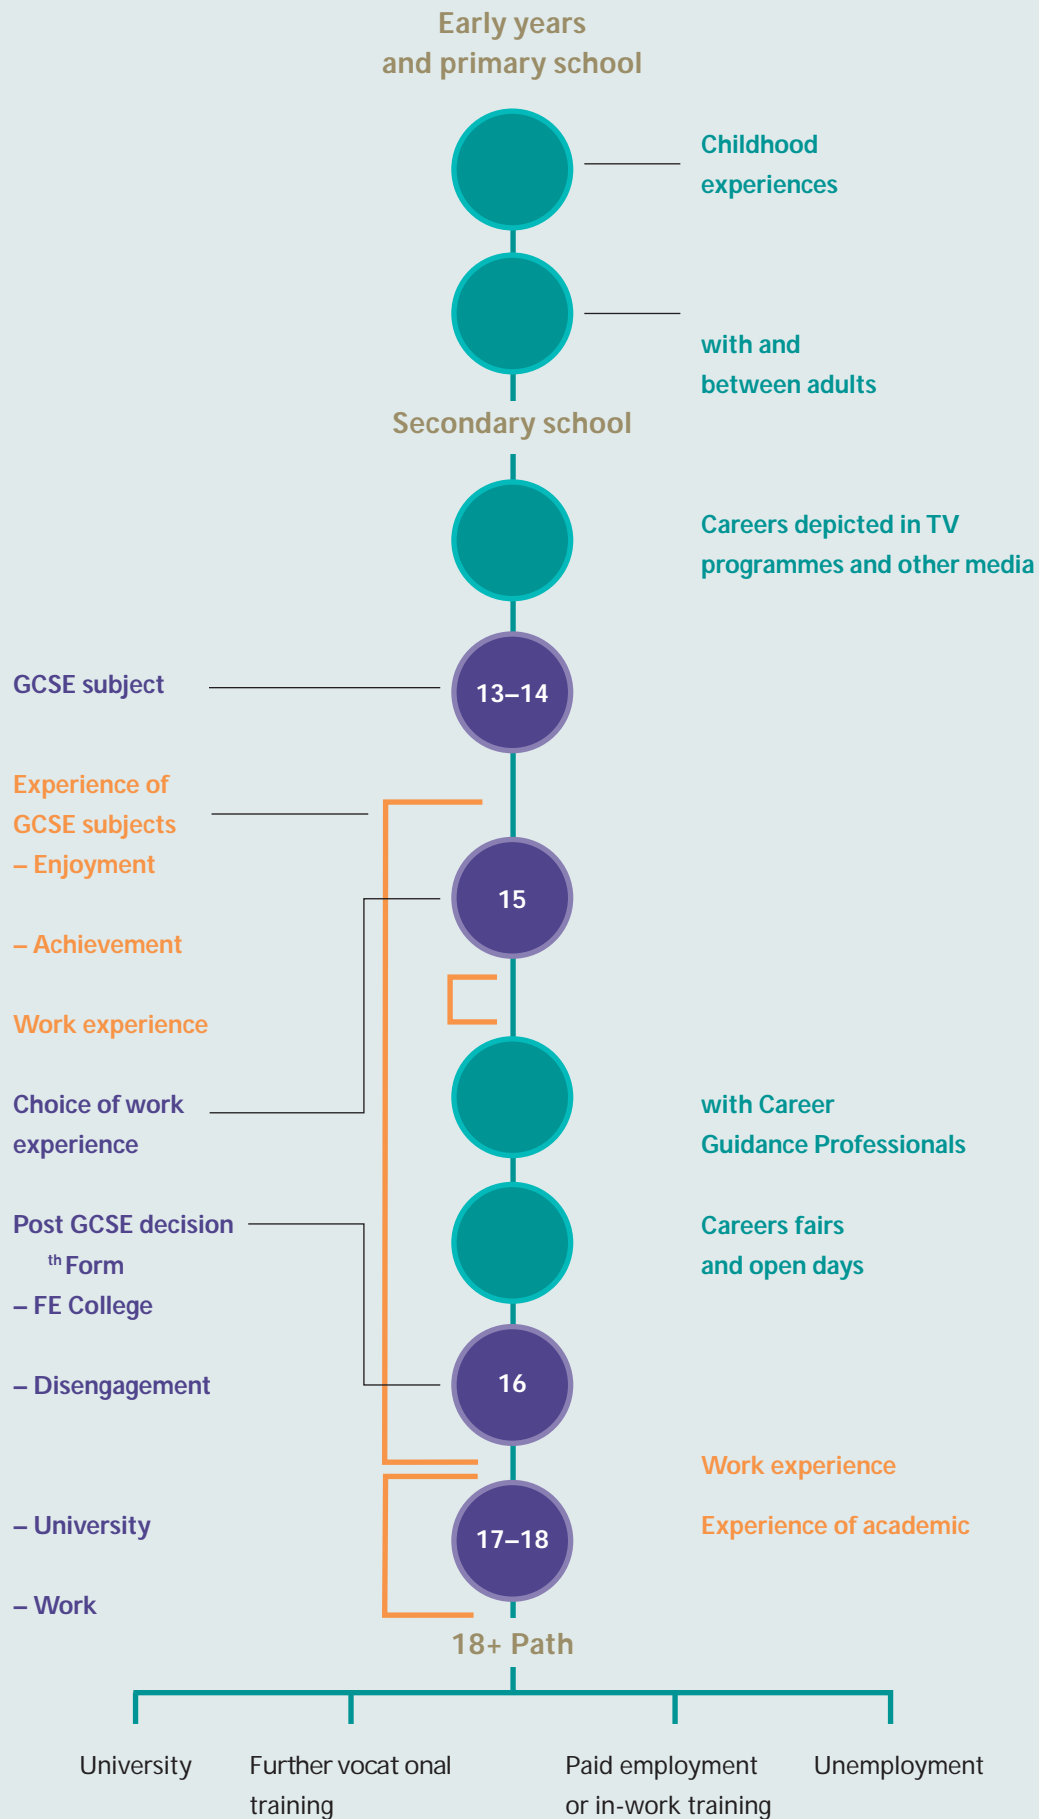 Early years
and primary school
Childhood
experiences
with and
between adults
Secondary school
Careers depicted in TV
programmes and other media
GCSE subject
13–14
Experience of
GCSE subjects
– Enjoyment
15
– Achievement
Work experience
Choice of work
experience
with Career
Guidance Professionals
Post GCSE decision
th Form
– FE College
Careers fairs
and open days
– Disengagement
16
Work experience
– University
17–18
Experience of academic
– Work
18+ Path
University
Further vocat onal
training
Paid employment
or in-work training
Unemployment